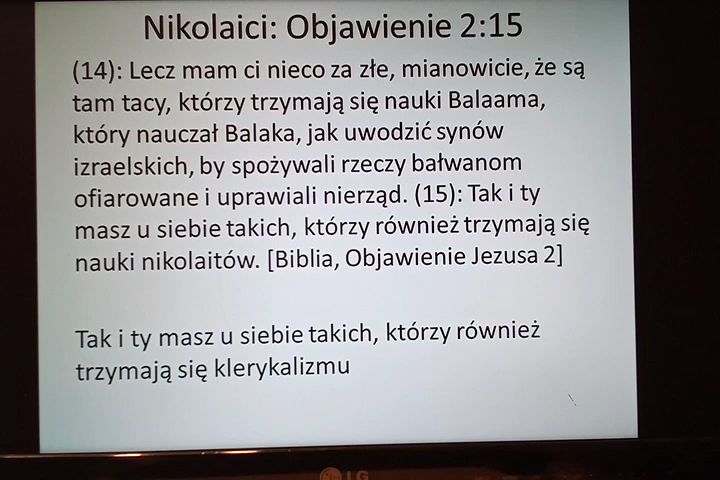 Nikolaici: Objawienie 2:15
(14): Lecz mam ci nieco za złe, mianowicie, że są
tam tacy, którzy trzymają się nauki Balaama,
który nauczał Balaka, jak uwodzić synów
izraelskich, by spożywali rzeczy bałwanom
ofiarowane i uprawiali nierząd. (15): Tak i ty
masz u siebie takich, którzy również trzymają się
nauki nikolaitów. [Biblia, Objawienie Jezusa 2]
Tak i ty masz u siebie takich, którzy również
trzymają się klerykalizmu
LG